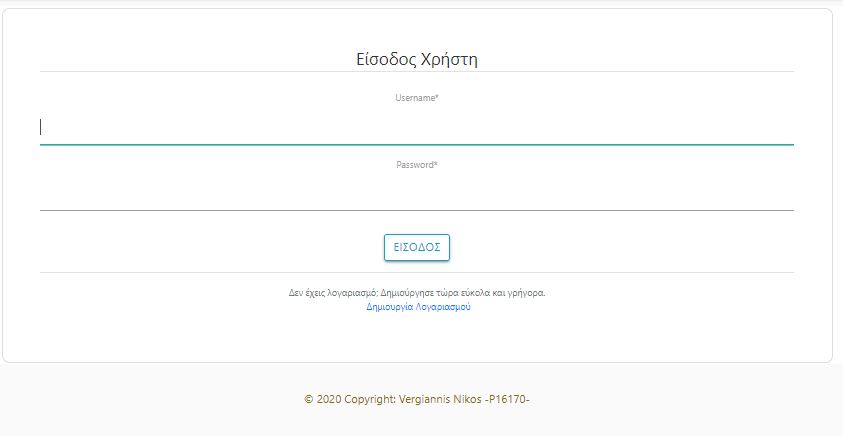 Είσοδος Χρήστη
Username*
Password*
ΕΙΣΟΔΟΣ
Δεν έχεις λογαριασμό; Δημιούργησε τώρα εύκολα και γρήγορα.
Δημιουργία Λογαριασμού
© 2020 Copyright: Vergiannis Nikos -P16170-